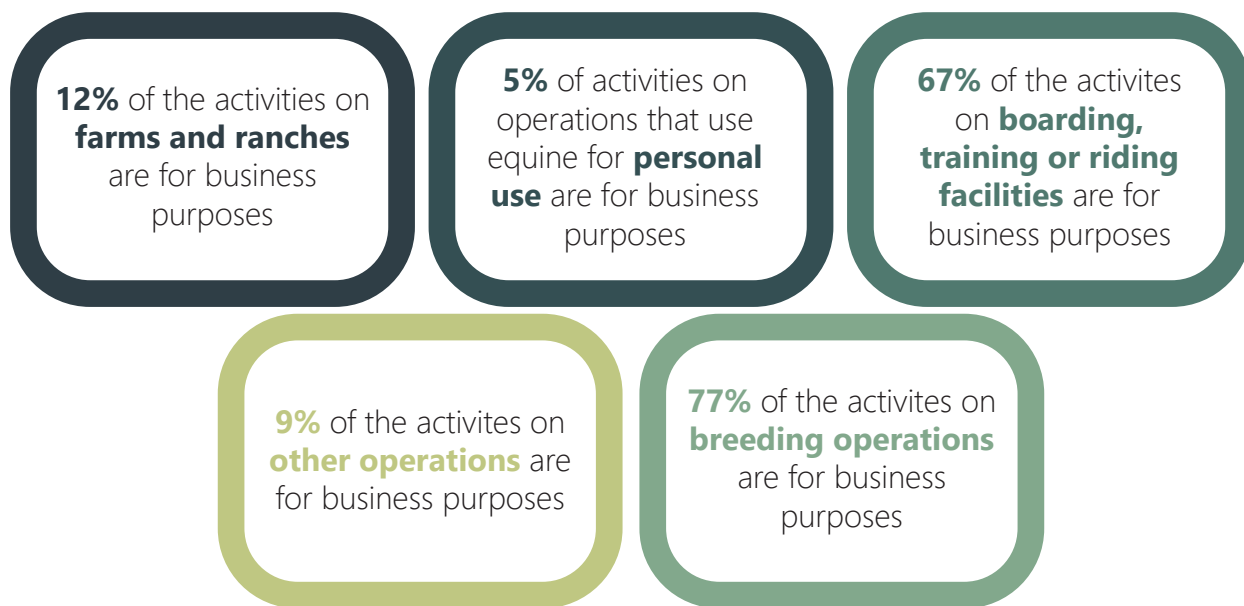 12% of the activities on
farms and ranches
are for business
purposes
5% of activities on
operations that use
equine for personal
use are for business
purposes
67% of the activites
on boarding,
training or riding
facilities are for
business purposes
9% of the activites on
other operations are
for business purposes
77% of the activites on
breeding operations
are for business
purposes